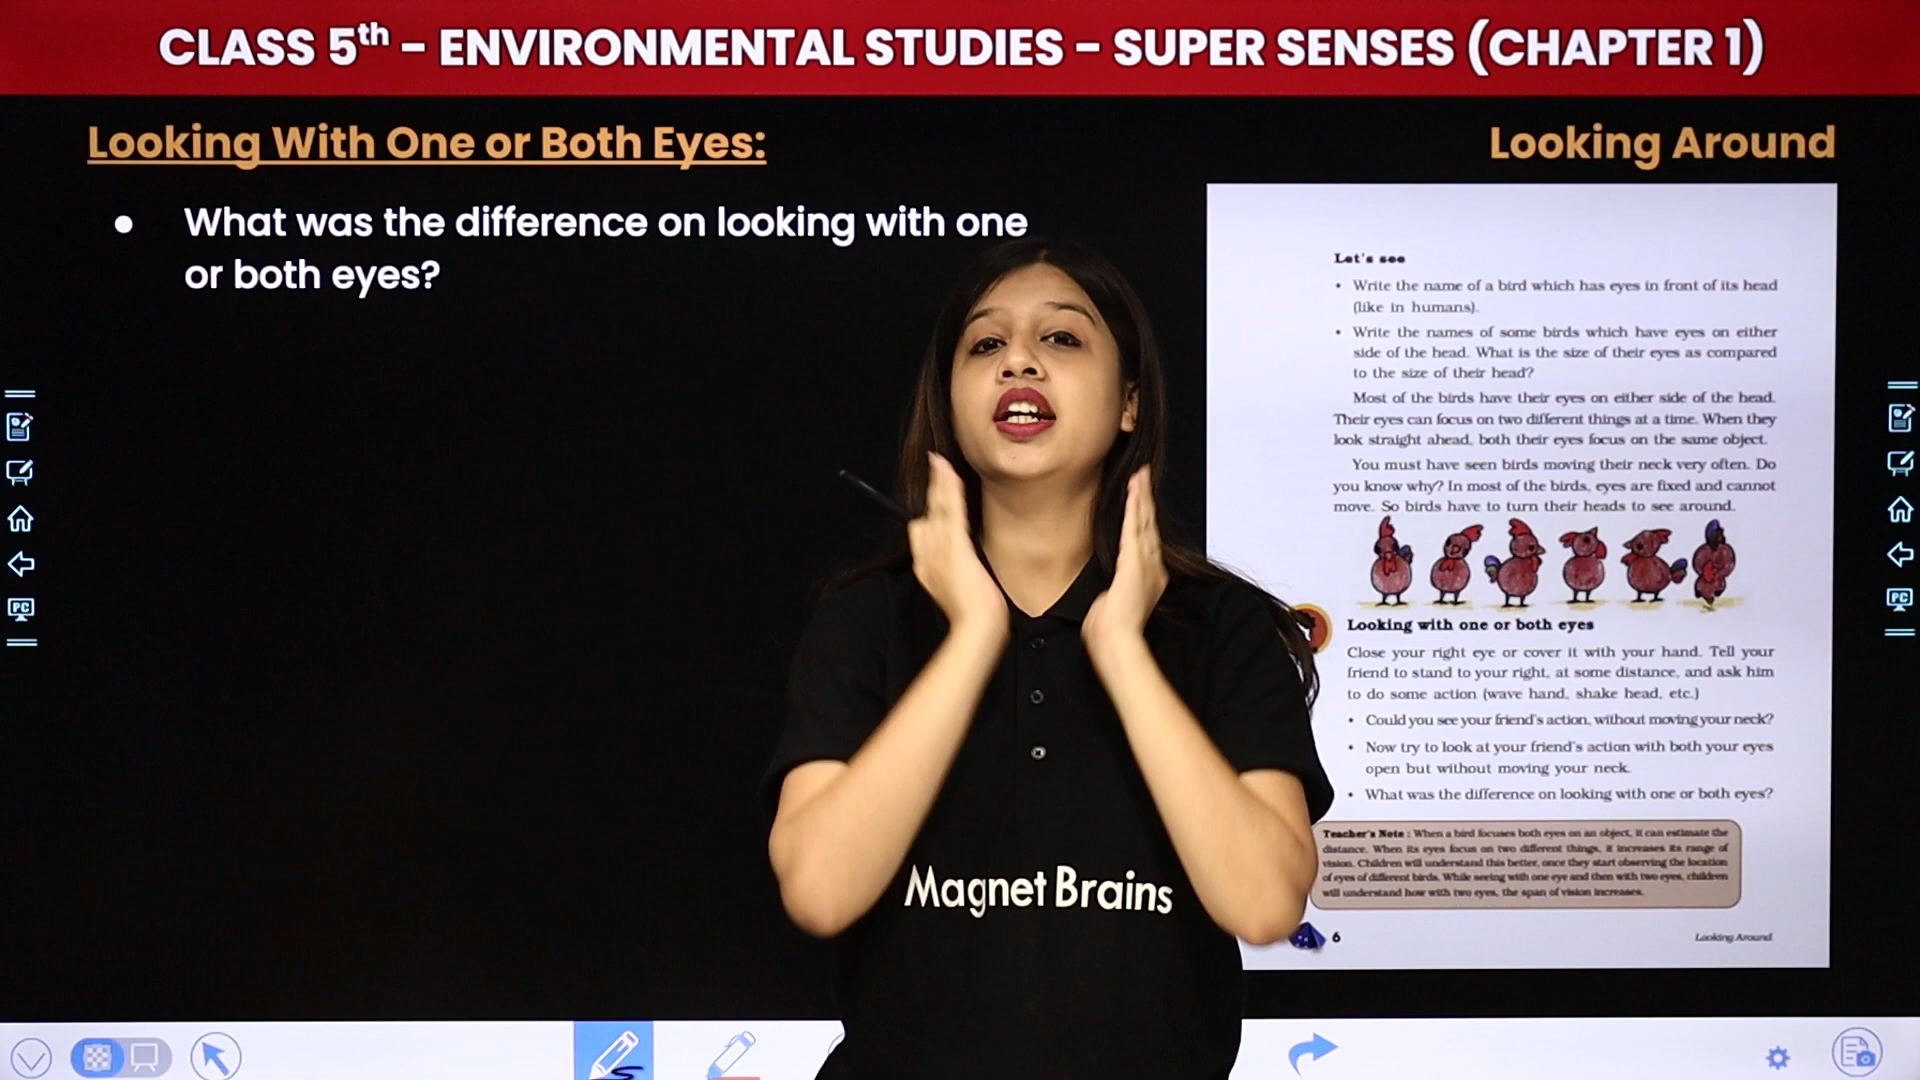 CLASS 5th – ENVIRONMENTAL STUDIES – SUPER SENSES (CHAPTER 1)
Looking With One or Both Eyes:
Looking Around
● What was the difference on looking with one
or both eyes?
Let's see
• Write the name of a bird which has eyes in front of its head
(like in humans).
• Write the names of some birds which have eyes on either
side of the head. What is the size of their eyes as compared
to the size of their head?
Most of the birds have their eyes on either side of the head.
Their eyes can focus on two different things at a time. When they
look straight ahead, both their eyes focus on the same object.
You must have seen birds moving their neck very often. Do
you know why? In most of the birds, eyes are fixed and cannot
move. So birds have to turn their heads to see around.
Looking with one or both eyes
Close your right eye or cover it with your hand. Tell your
friend to stand to your right, at some distance, and ask him
to do some action (wave hand, shake head, etc.)
• Could you see your friend's action, without moving your neck?
• Now try to look at your friend's action with both your eyes
open but without moving your neck.
• What was the difference on looking with one or both eyes?
Teacher's Note : When a bird focuses both eyes on an object, it can estimate the
distance. When its eyes focus on two different things, it increases its range of
vision. Children will understand this better, once they start observing the location
of eyes of different birds. While seeing with one eye and then with two eyes, children
will understand how with two eyes, the span of vision increases.
6
Looking Around
Magnet Brains
PC
PC